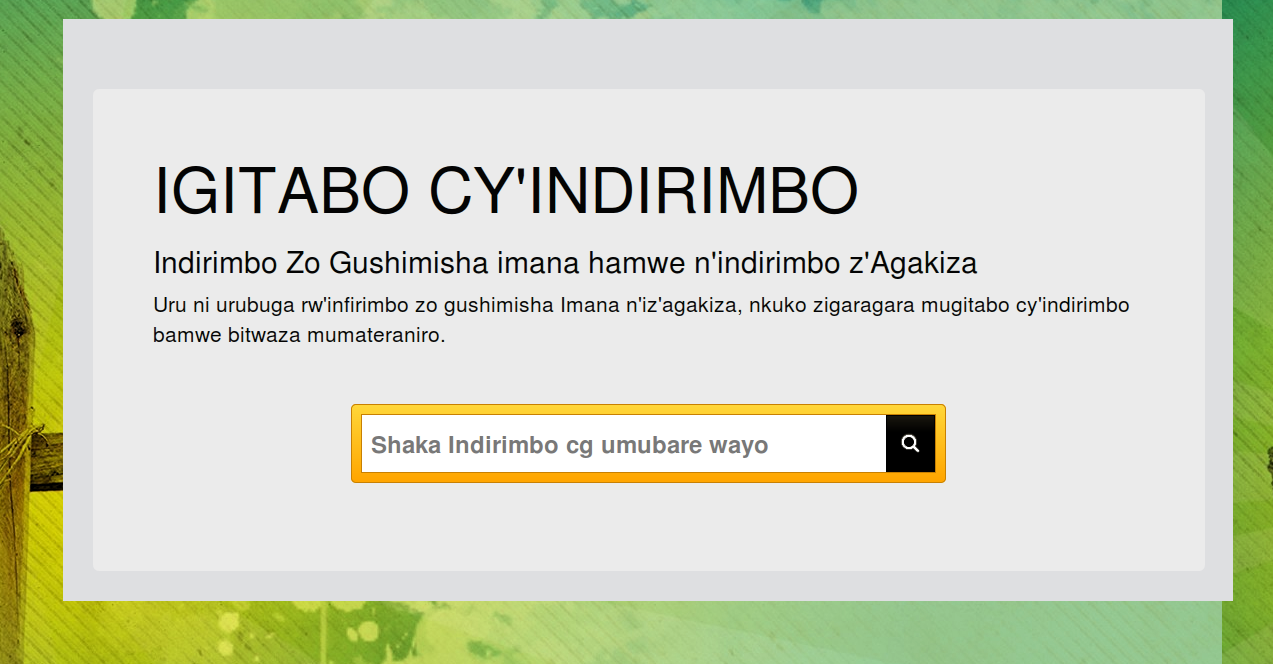 IGITABO CY'INDIRIMBO
Indirimbo Zo Gushimisha imana hamwe n'indirimbo z'Agakiza
Uru ni urubuga rw'infirimbo zo gushimisha Imana n'iz'agakiza, nkuko zigaragara mugitabo cy'indirimbo
bamwe bitwaza mumateraniro.
Shaka Indirimbo cg umubare wayo